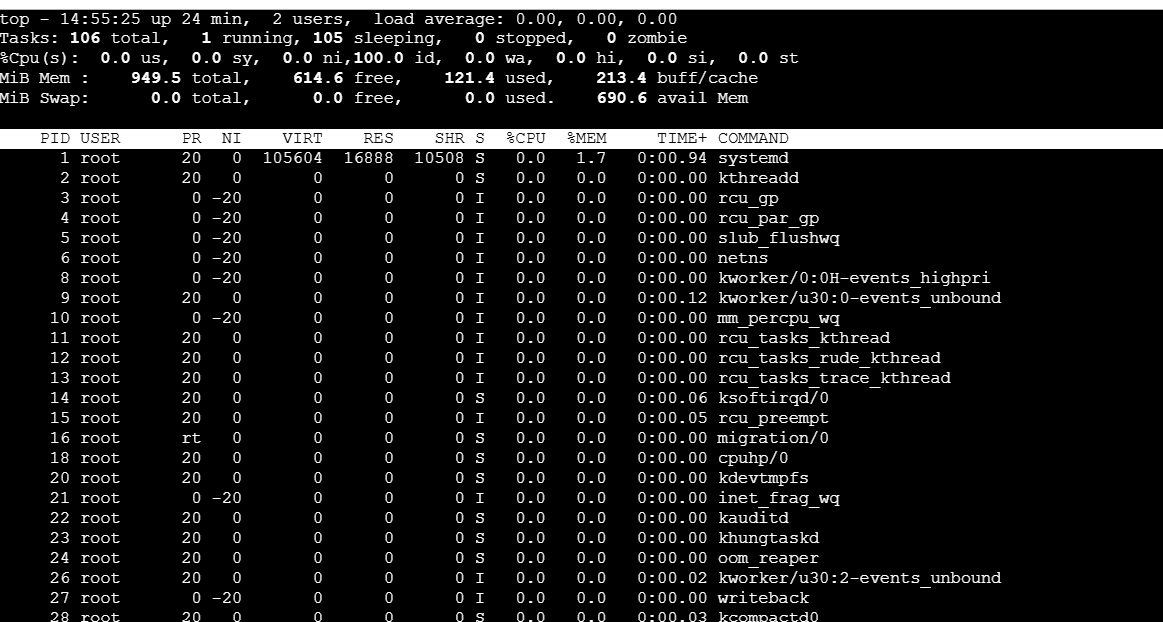 top - 14:55:25 up 24 min,  2 users,  load average: 0.00, 0.00, 0.00
Tasks: 106 total,   1 running, 105 sleeping,   0 stopped,   0 zombie
%Cpu(s):  0.0 us,  0.0 sy,  0.0 ni,100.0 id,  0.0 wa,  0.0 hi,  0.0 si,  0.0 st
MiB Mem :    949.5 total,    614.6 free,    121.4 used,    213.4 buff/cache
MiB Swap:      0.0 total,      0.0 free,      0.0 used.    690.6 avail Mem
PID USER      PR  NI    VIRT    RES    SHR S  %CPU  %MEM     TIME+ COMMAND
1 root      20   0  105604  16888  10508 S   0.0   1.7   0:00.94 systemd
2 root      20   0       0      0      0 S   0.0   0.0   0:00.00 kthreadd
3 root       0 -20       0      0      0 I   0.0   0.0   0:00.00 rcu_gp
4 root       0 -20       0      0      0 I   0.0   0.0   0:00.00 rcu_par_gp
5 root       0 -20       0      0      0 I   0.0   0.0   0:00.00 slub_flushwq
6 root       0 -20       0      0      0 I   0.0   0.0   0:00.00 netns
8 root       0 -20       0      0      0 I   0.0   0.0   0:00.00 kworker/0:0H-events_highpri
9 root      20   0       0      0      0 I   0.0   0.0   0:00.12 kworker/u30:0-events_unbound
10 root       0 -20       0      0      0 I   0.0   0.0   0:00.00 mm_percpu_wq
11 root      20   0       0      0      0 I   0.0   0.0   0:00.00 rcu_tasks_kthread
12 root      20   0       0      0      0 I   0.0   0.0   0:00.00 rcu_tasks_rude_kthread
13 root      20   0       0      0      0 I   0.0   0.0   0:00.00 rcu_tasks_trace_kthread
14 root      20   0       0      0      0 S   0.0   0.0   0:00.06 ksoftirqd/0
15 root      20   0       0      0      0 I   0.0   0.0   0:00.05 rcu_preempt
16 root      rt   0       0      0      0 S   0.0   0.0   0:00.00 migration/0
18 root      20   0       0      0      0 S   0.0   0.0   0:00.00 cpuhp/0
20 root      20   0       0      0      0 S   0.0   0.0   0:00.00 kdevtmpfs
21 root       0 -20       0      0      0 I   0.0   0.0   0:00.00 inet_frag_wq
22 root      20   0       0      0      0 S   0.0   0.0   0:00.00 kauditd
23 root      20   0       0      0      0 S   0.0   0.0   0:00.00 khungtaskd
24 root      20   0       0      0      0 S   0.0   0.0   0:00.00 oom_reaper
26 root      20   0       0      0      0 I   0.0   0.0   0:00.02 kworker/u30:2-events_unbound
27 root       0 -20       0      0      0 I   0.0   0.0   0:00.00 writeback
28 root      20   0       0      0      0 S   0.0   0.0   0:00.03 kcompactd0